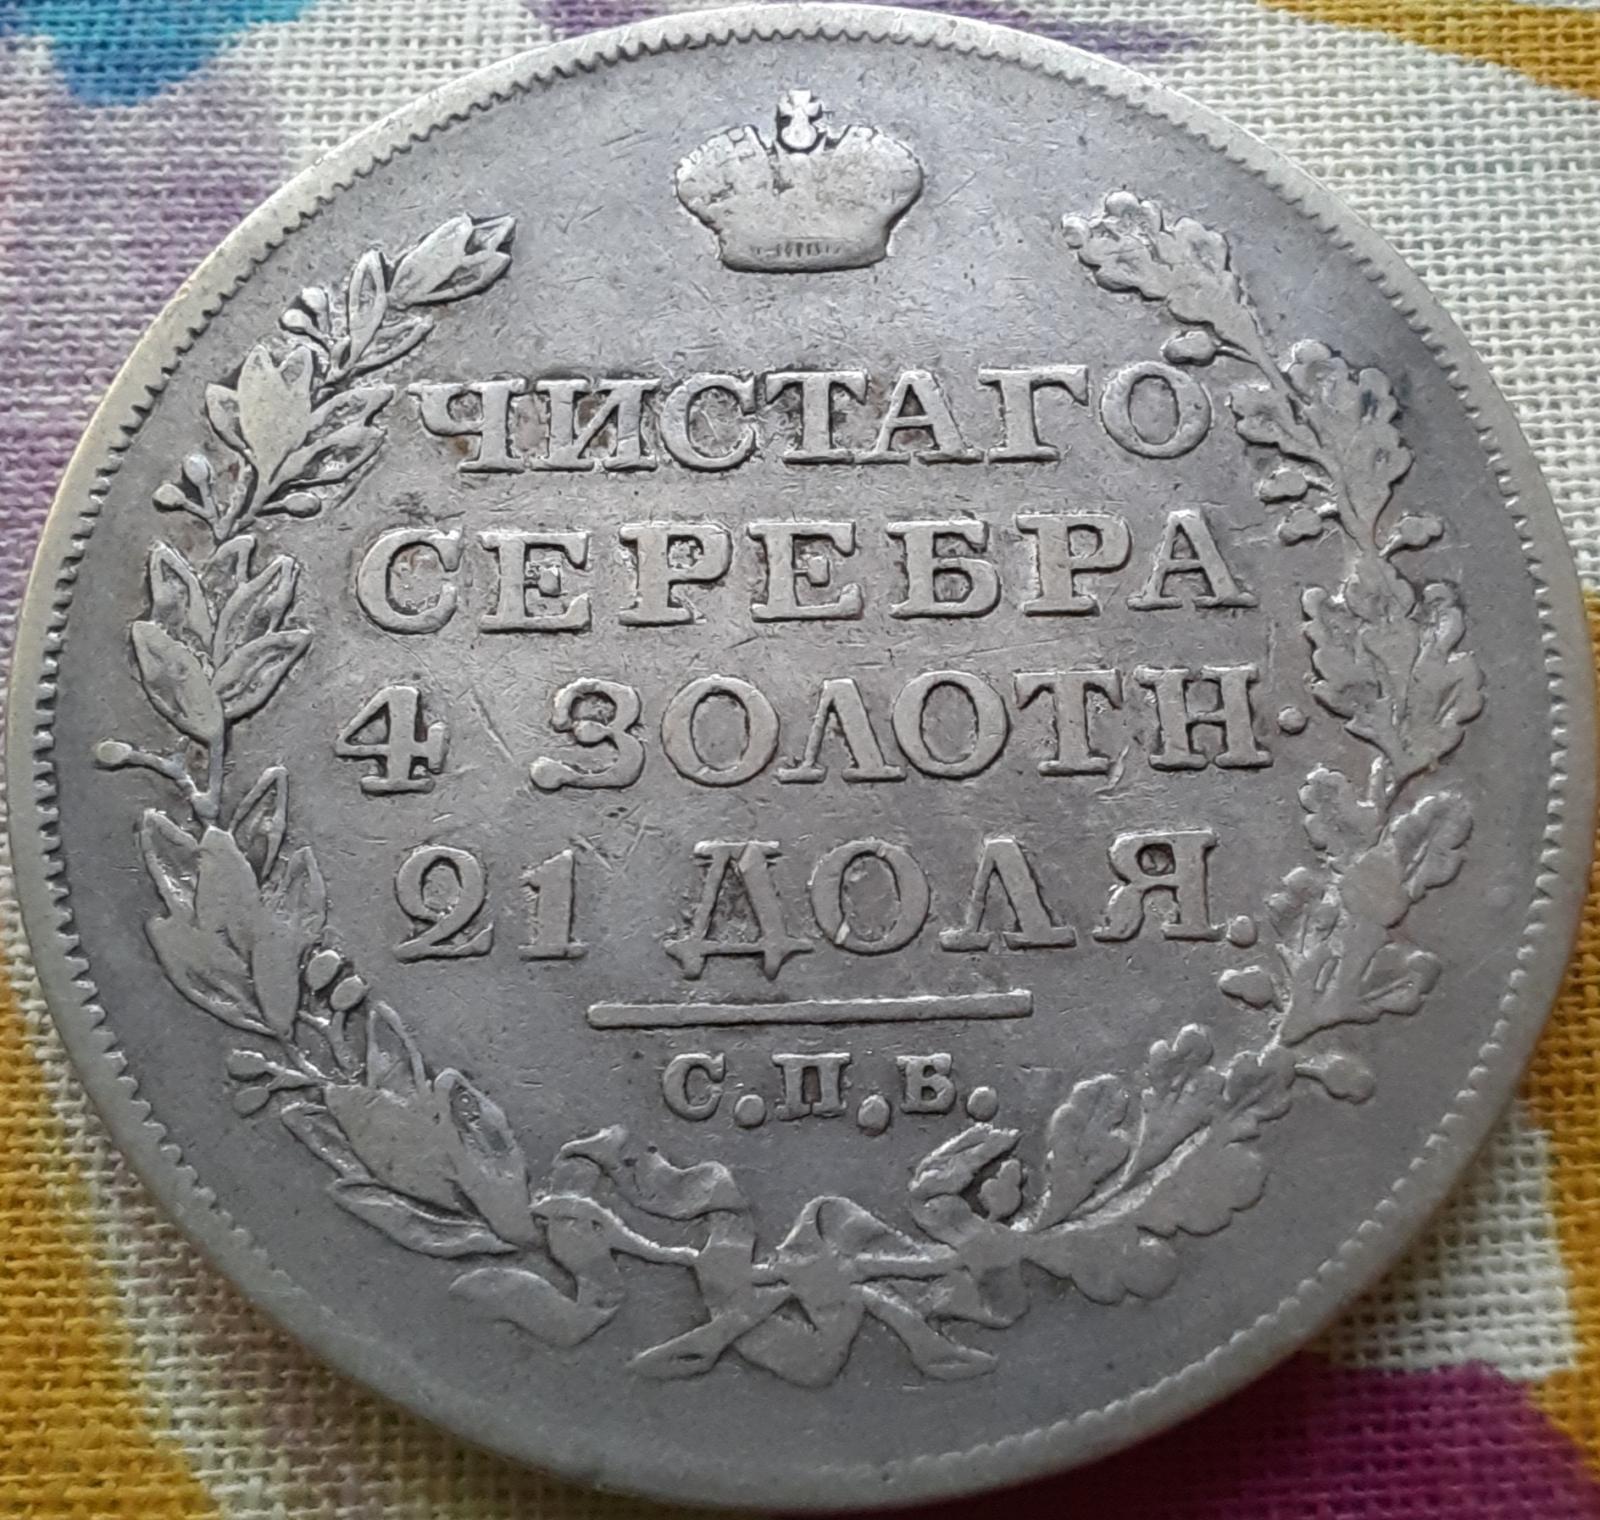 ЧИСТАГО
СЕРЕБРА
4 ЗОЛОТН.
21 ДОЛЯ.
С.П.Б.